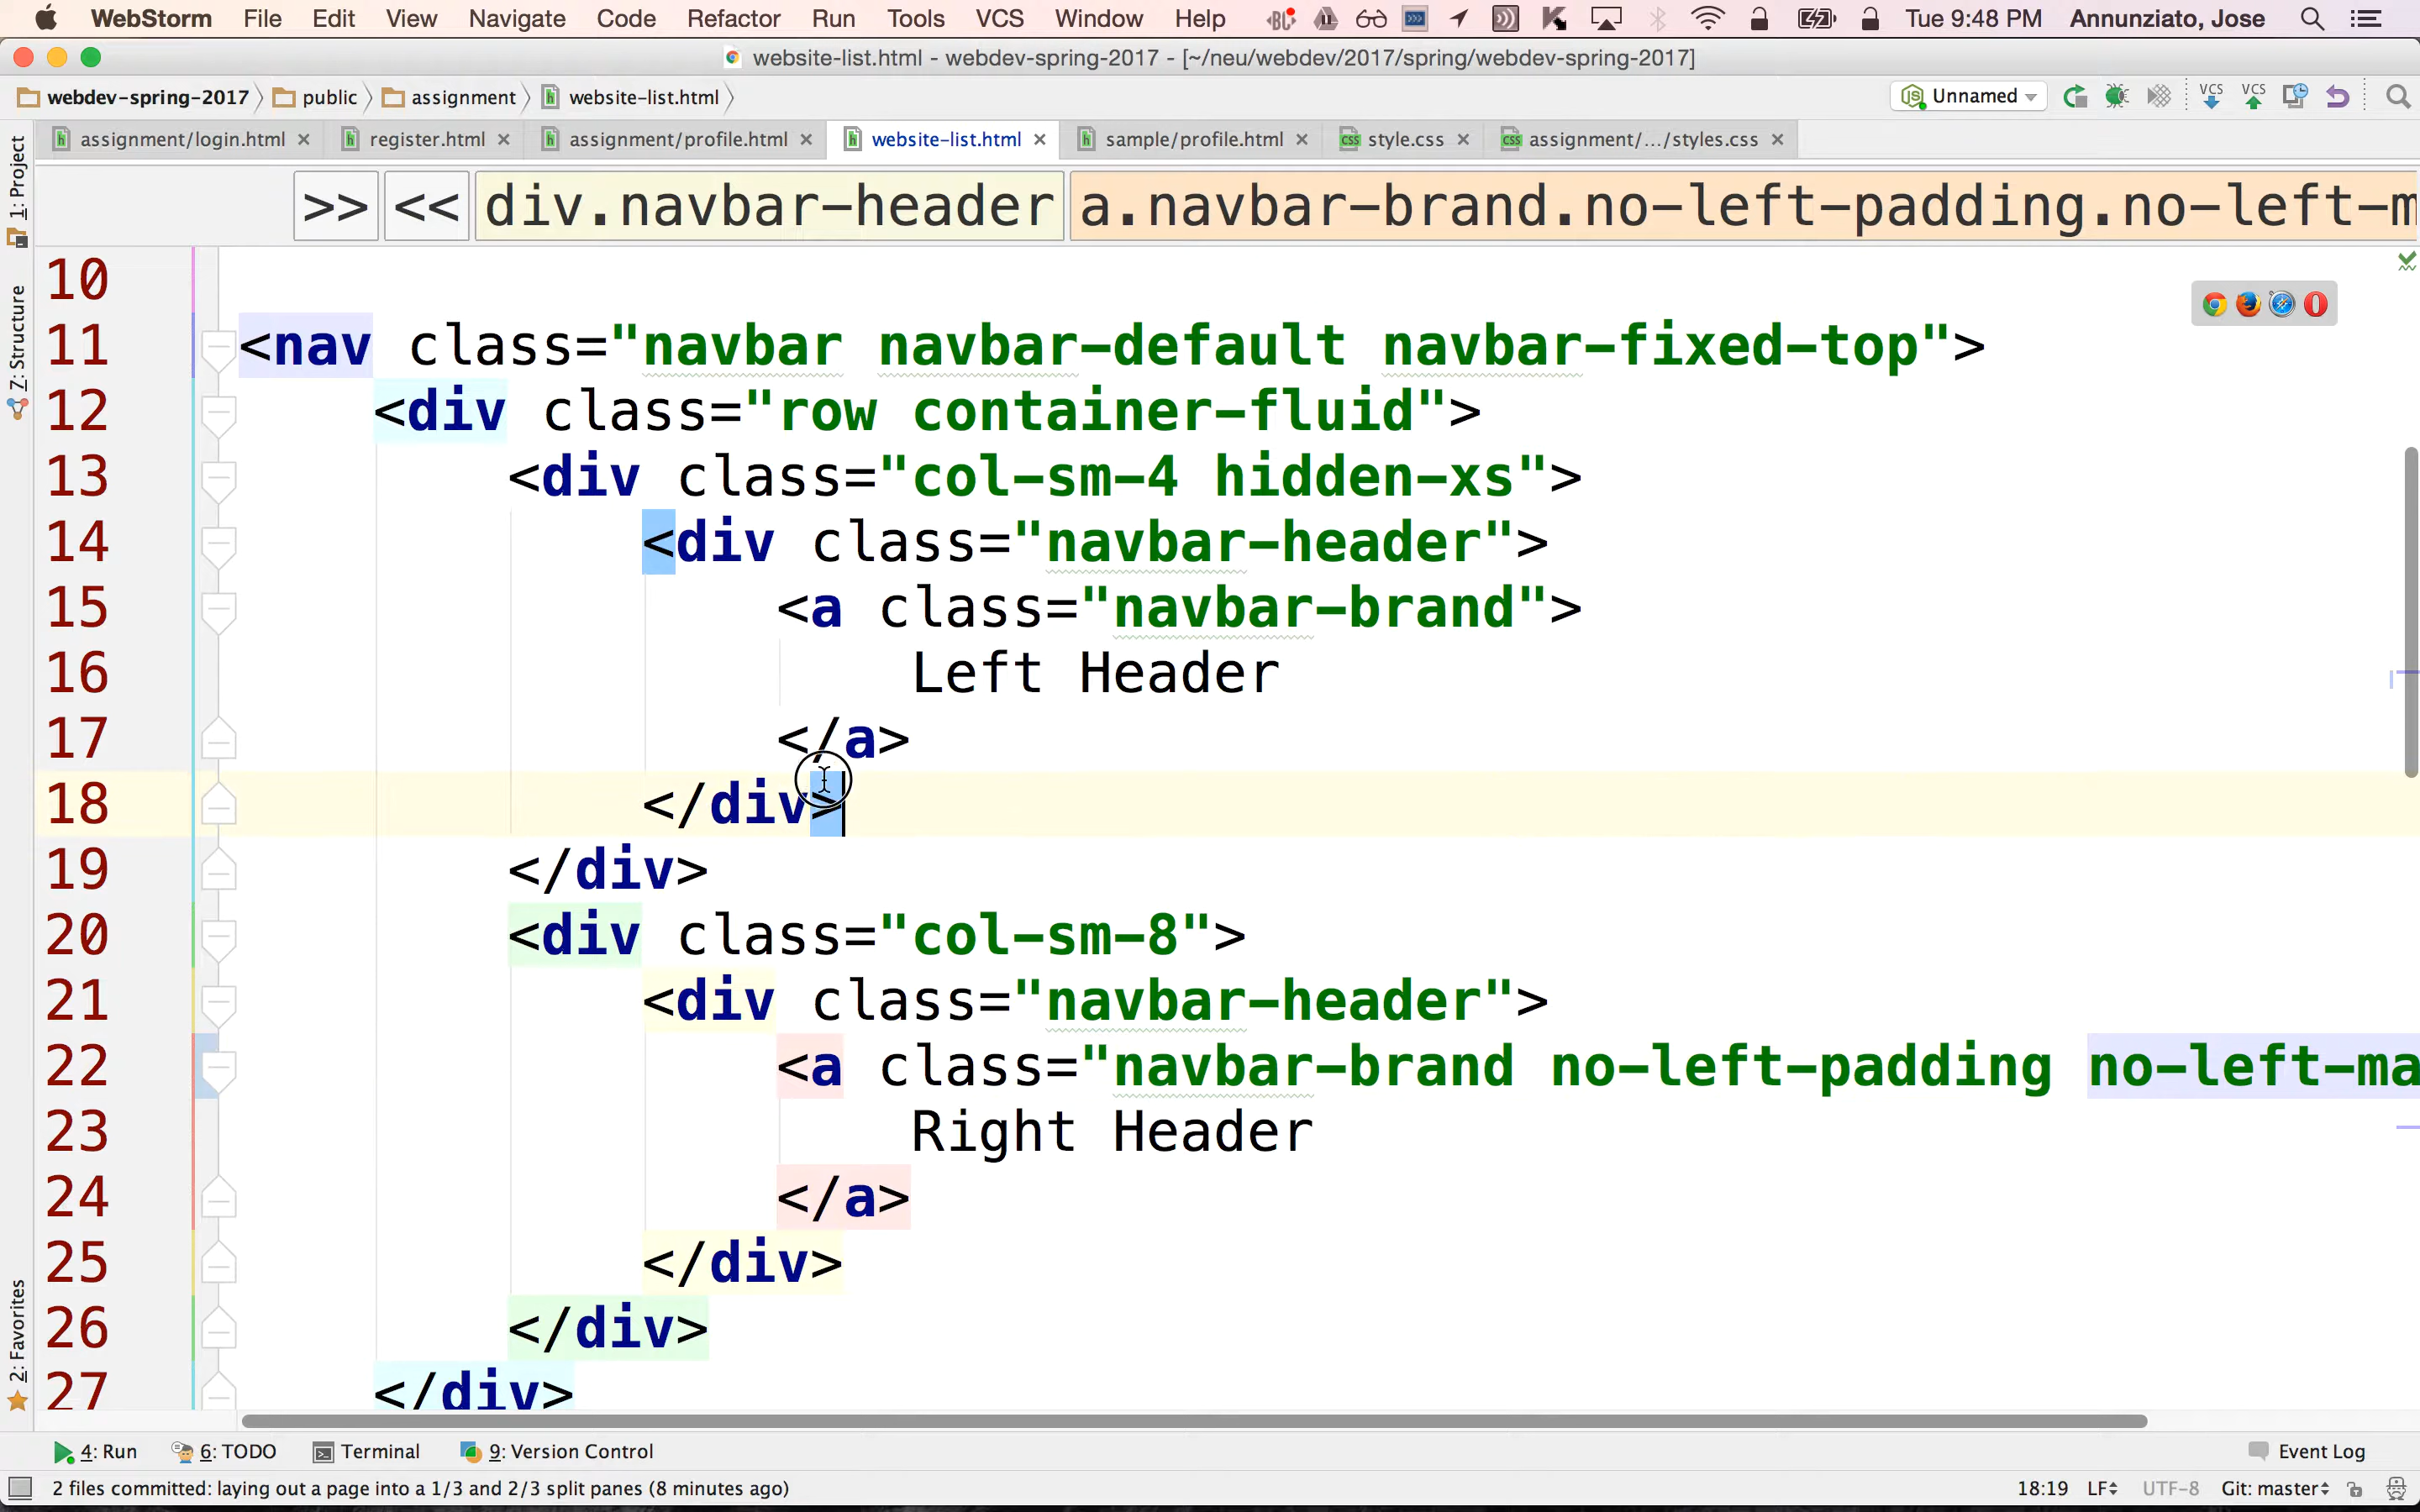 WebStorm File Edit View Navigate Code Refactor Run Tools VCS Window Help Tue 9:48 PM Annunziato, Jose
website-list.html - webdev-spring-2017 - [~/neu/webdev/2017/spring/webdev-spring-2017]
webdev-spring-2017 public assignment website-list.html Unnamed VCS VCS
assignment/login.html register.html assignment/profile.html website-list.html sample/profile.html style.css assignment/.../styles.css
>> << div.navbar-header a.navbar-brand.no-left-padding.no-left-m
1: Project
7: Structure
2: Favorites
10
11 <nav class="navbar navbar-default navbar-fixed-top">
12 <div class="row container-fluid">
13 <div class="col-sm-4 hidden-xs">
14 <div class="navbar-header">
15 <a class="navbar-brand">
16 Left Header
17 </a>
18 </div>
19 </div>
20 <div class="col-sm-8">
21 <div class="navbar-header">
22 <a class="navbar-brand no-left-padding no-left-ma
23 Right Header
24 </a>
25 </div>
26 </div>
27 </div>
4: Run 6: TODO Terminal 9: Version Control Event Log
2 files committed: laying out a page into a 1/3 and 2/3 split panes (8 minutes ago) 18:19 LF UTF-8 Git: master